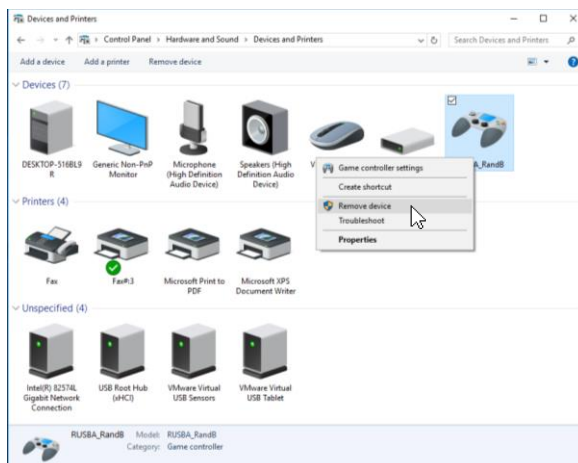 Devices and Printers
Control Panel > Hardware and Sound > Devices and Printers
Search Devices and Printers
Add a device Add a printer Remove device
Devices (7)
DESKTOP-516BL9
R
Generic Non-PnP
Monitor
Microphone
(High Definition
Audio Device)
Speakers (High
Definition Audio
Device)
RandB
Game controller settings
Create shortcut
Remove device
Troubleshoot
Properties
Printers (4)
Fax
Microsoft Print to
PDF
Microsoft XPS
Document Writer
Unspecified (4)
Intel(R) 82574L
Gigabit Network
Connection
USB Root Hub
(xHCI)
VMware Virtual
USB Sensors
VMware Virtual
USB Tablet
RUSBA_RandB Model: RUSBA_RandB
Category: Game controller